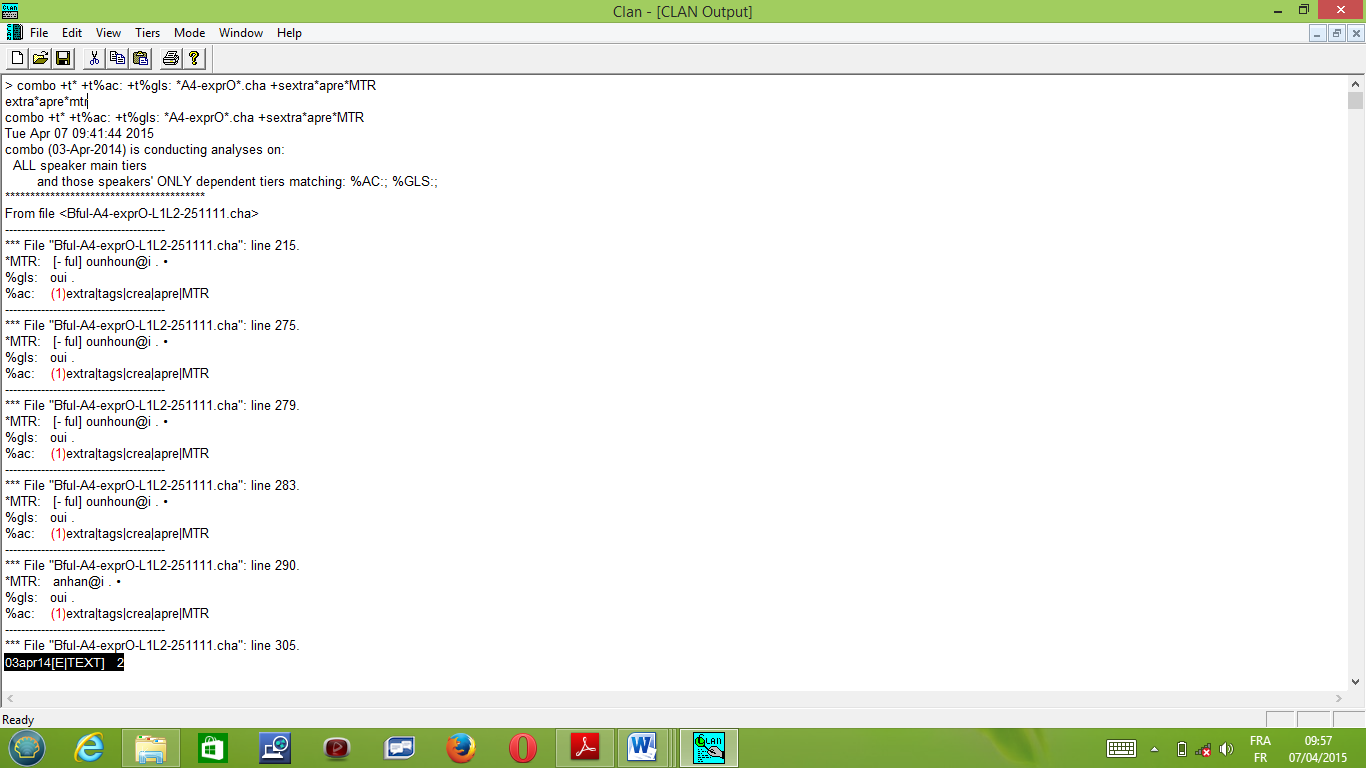 Clan - [CLAN Output]
File Edit View Tiers Mode Window Help
> combo +t* +t%ac: +t%gls: *A4-exprO*.cha +sextra*apre*MTR
extra*apre*mtr
combo +t* +t%ac: +t%gls: *A4-exprO*.cha +sextra*apre*MTR
Tue Apr 07 09:41:44 2015
combo (03-Apr-2014) is conducting analyses on:
ALL speaker main tiers
and those speakers' ONLY dependent tiers matching: %AC:; %GLS:;
****************************************
From file <Bful-A4-exprO-L1L2-251111.cha>
----------------------------------------
*** File "Bful-A4-exprO-L1L2-251111.cha": line 215.
*MTR: [- ful] ounhoun@i . •
%gls: oui .
%ac: (1)extra|tags|crea|apre|MTR
----------------------------------------
*** File "Bful-A4-exprO-L1L2-251111.cha": line 275.
*MTR: [- ful] ounhoun@i . •
%gls: oui .
%ac: (1)extra|tags|crea|apre|MTR
----------------------------------------
*** File "Bful-A4-exprO-L1L2-251111.cha": line 279.
*MTR: [- ful] ounhoun@i . •
%gls: oui .
%ac: (1)extra|tags|crea|apre|MTR
----------------------------------------
*** File "Bful-A4-exprO-L1L2-251111.cha": line 283.
*MTR: [- ful] ounhoun@i . •
%gls: oui .
%ac: (1)extra|tags|crea|apre|MTR
----------------------------------------
*** File "Bful-A4-exprO-L1L2-251111.cha": line 290.
*MTR: anhan@i . •
%gls: oui .
%ac: (1)extra|tags|crea|apre|MTR
----------------------------------------
*** File "Bful-A4-exprO-L1L2-251111.cha": line 305.
03apr14[E|TEXT] 2
Ready
CLAN
FRA 09:57
FR 07/04/2015